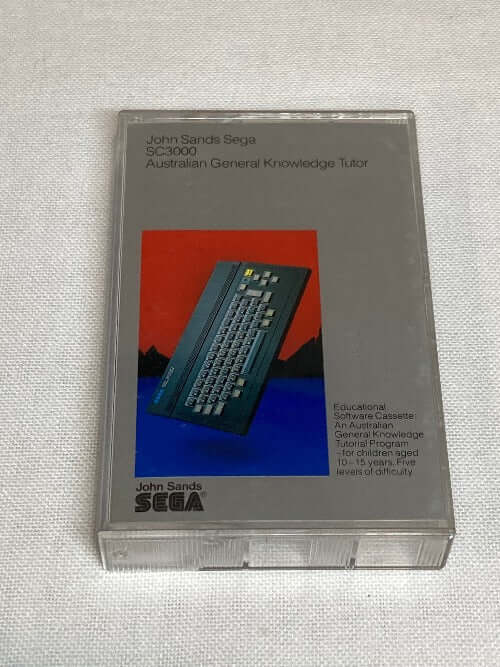 John Sands Sega
SC3000
Australian General Knowledge Tutor
Educational
Software Cassette:
An Australian
General Knowledge
Tutorial Program
–for children aged
10–15 years. Five
levels of difficulty.
John Sands
SEGA®